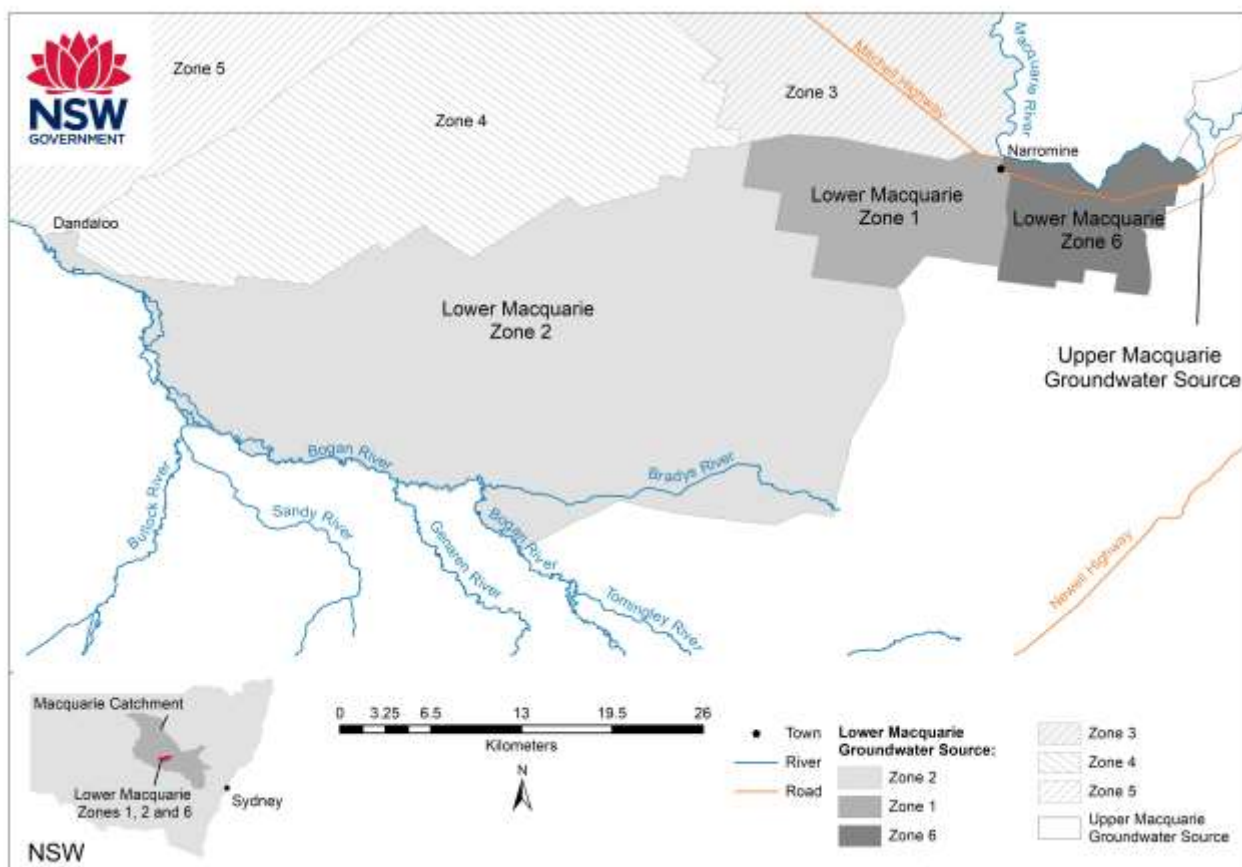 NSW
GOVERNMENT
Zone 5
Zone 4
Zone 3
Mitchell Highway
Macquarie River
Narromine
Dandaloo
Lower Macquarie
Zone 1
Lower Macquarie
Zone 6
Lower Macquarie
Zone 2
Upper Macquarie
Groundwater Source
Bogan River
Bradys River
Bullock River
Sandy River
Genaren River
Bogan River
Tomingley River
Newell Highway
Macquarie Catchment
Lower Macquarie
Zones 1, 2 and 6
Sydney
NSW
0 3.25 6.5 13 19.5 26
Kilometers
N
Town
River
Road
Lower Macquarie
Groundwater Source:
Zone 2
Zone 1
Zone 6
Zone 3
Zone 4
Zone 5
Upper Macquarie
Groundwater Source